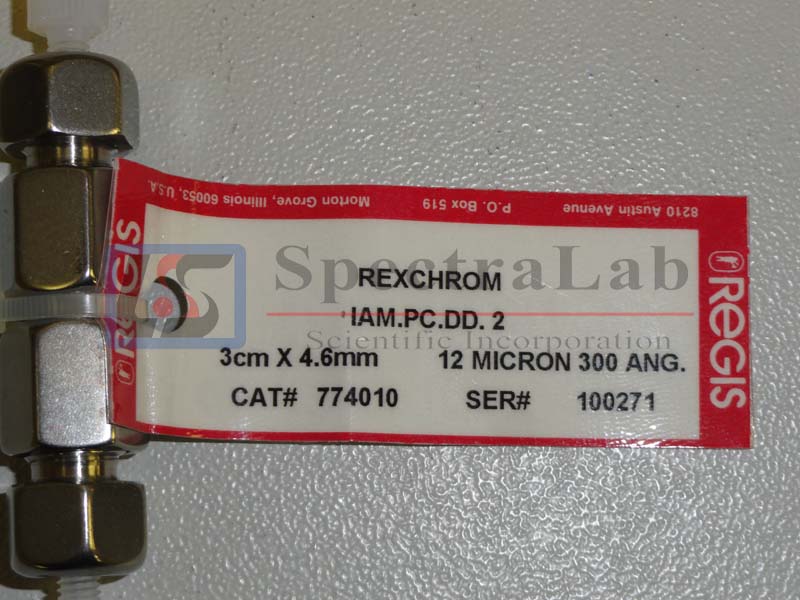 8210 Austin Avenue P.O. Box 519 Morton Grove, Illinois 60053, U.S.A.
REGIS
SpectraLab
Scientific Incorporation
REXCHROM
IAM.PC.DD. 2
3cm X 4.6mm 12 MICRON 300 ANG.
CAT# 774010 SER# 100271
REGIS